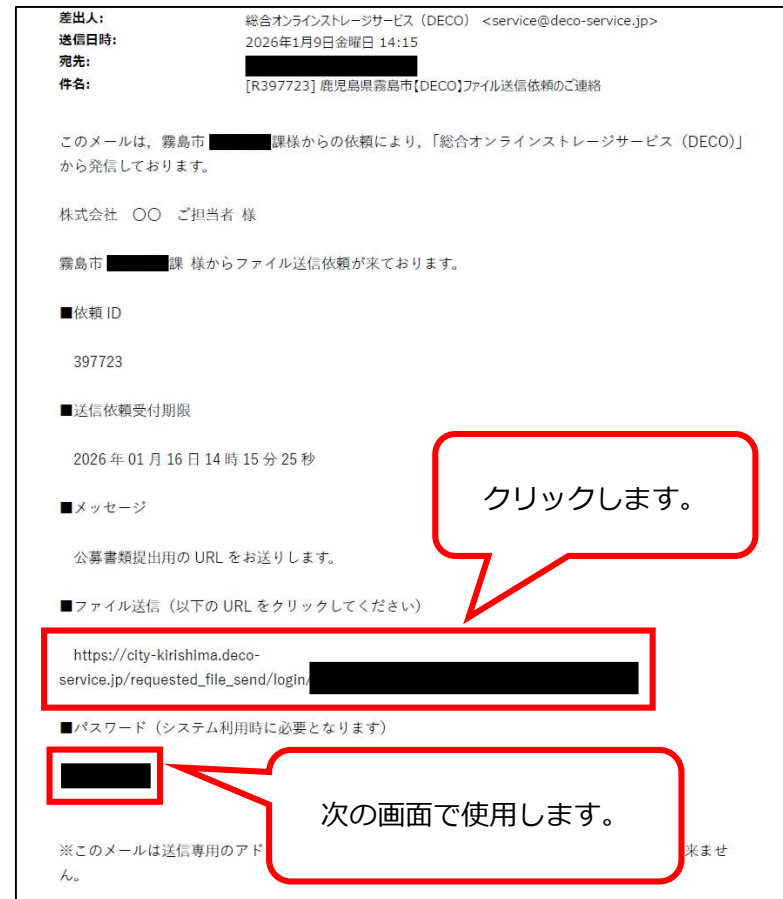 差出人: 総合オンラインストレージサービス（DECO） <service@deco-service.jp>
送信日時: 2026年1月9日金曜日 14:15
宛先:
件名: [R397723] 鹿児島県霧島市【DECO】ファイル送信依頼のご連絡
このメールは，霧島市 課様からの依頼により，「総合オンラインストレージサービス（DECO）」
から発信しております。
株式会社　〇〇　ご担当者 様
霧島市 課 様からファイル送信依頼が来ております。
■依頼 ID
397723
■送信依頼受付期限
2026 年 01 月 16 日 14 時 15 分 25 秒
クリックします。
■メッセージ
公募書類提出用の URL をお送りします。
■ファイル送信（以下の URL をクリックしてください）
https://city-kirishima.deco-
service.jp/requested_file_send/login/
■パスワード（システム利用時に必要となります）
次の画面で使用します。
※このメールは送信専用のアド 来ませ
ん。